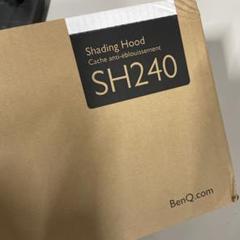 Shading Hood
Cache anti-éblouissement
SH240
BenQ.com